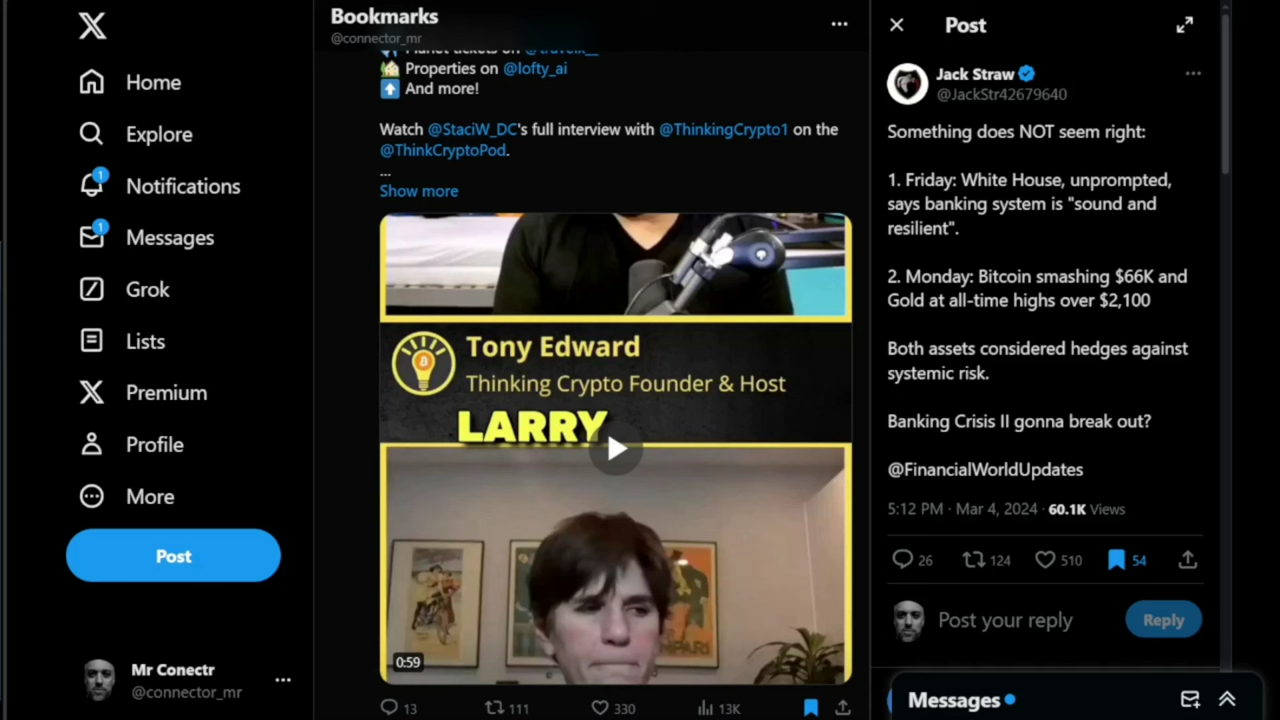 Home
Explore
1
Notifications
1
Messages
Grok
Lists
Premium
Profile
More
Post
Mr Conectr
@connector_mr
Bookmarks
@connector_mr
Properties on @lofty_ai
And more!
Watch @StaciW_DC's full interview with @ThinkingCrypto1 on the
@ThinkCryptoPod.
...
Show more
Tony Edward
Thinking Crypto Founder & Host
LARRY
0:59
13
111
330
13K
Post
Jack Straw
@JackStr42679640
Something does NOT seem right:
1. Friday: White House, unprompted,
says banking system is "sound and
resilient".
2. Monday: Bitcoin smashing $66K and
Gold at all-time highs over $2,100
Both assets considered hedges against
systemic risk.
Banking Crisis II gonna break out?
@FinancialWorldUpdates
5:12 PM · Mar 4, 2024 · 60.1K Views
26
124
510
54
Post your reply
Reply
Messages